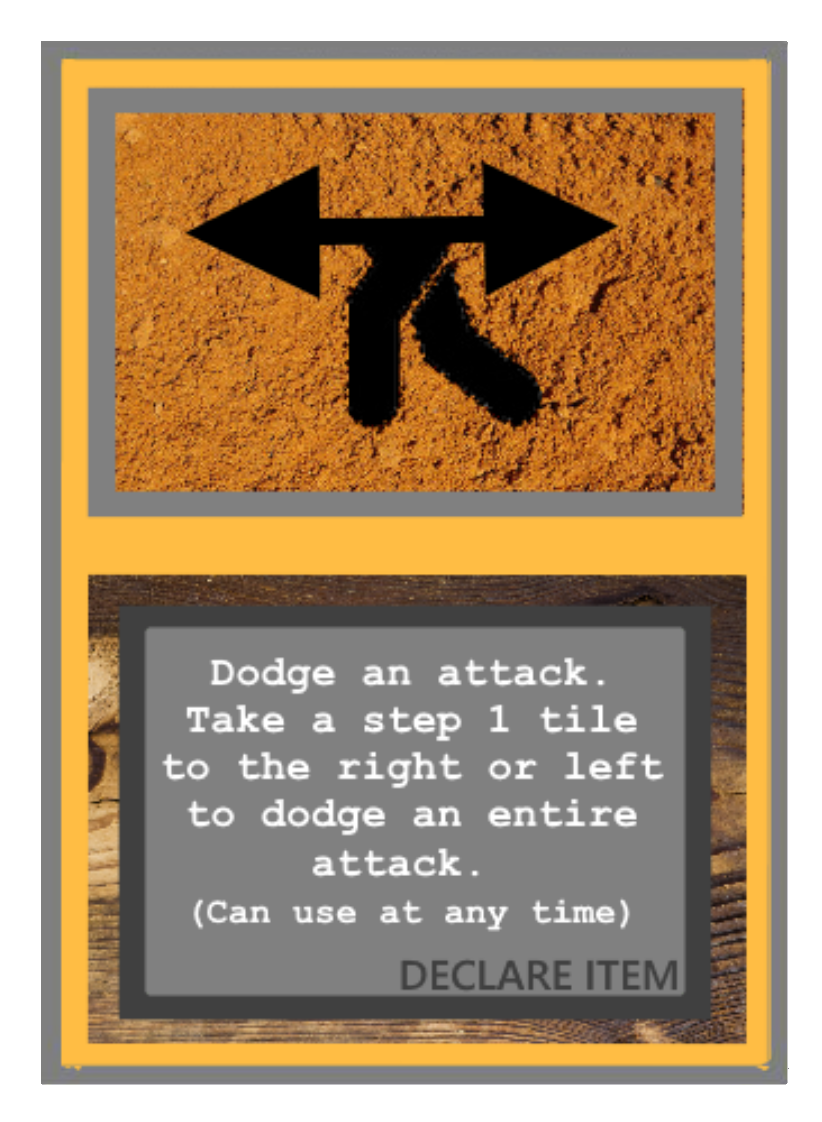 Dodge an attack.
Take a step 1 tile
to the right or left
to dodge an entire
attack.
(Can use at any time)
DECLARE ITEM